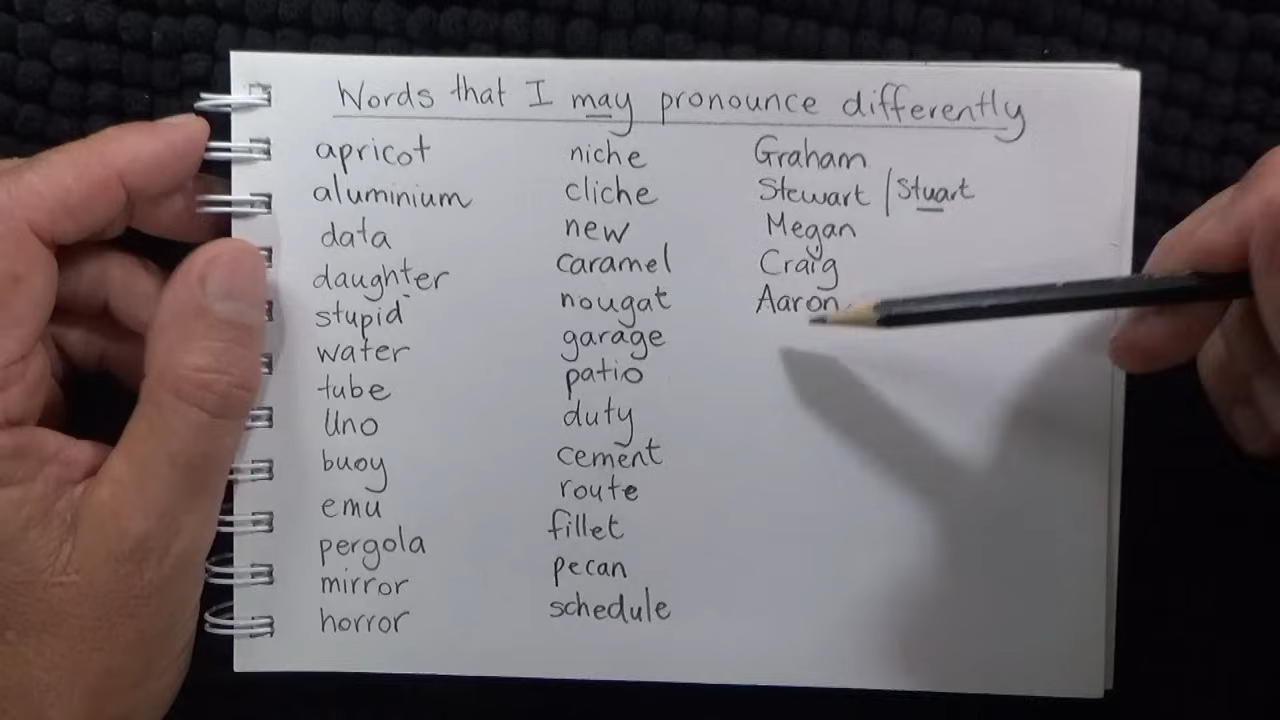 Words that I may pronounce differently
apricot
aluminium
data
daughter
stupid
water
tube
Uno
buoy
emu
pergola
mirror
horror
niche
cliche
new
caramel
nougat
garage
patio
duty
cement
route
fillet
pecan
schedule
Graham
Stewart / Stuart
Megan
Craig
Aaron